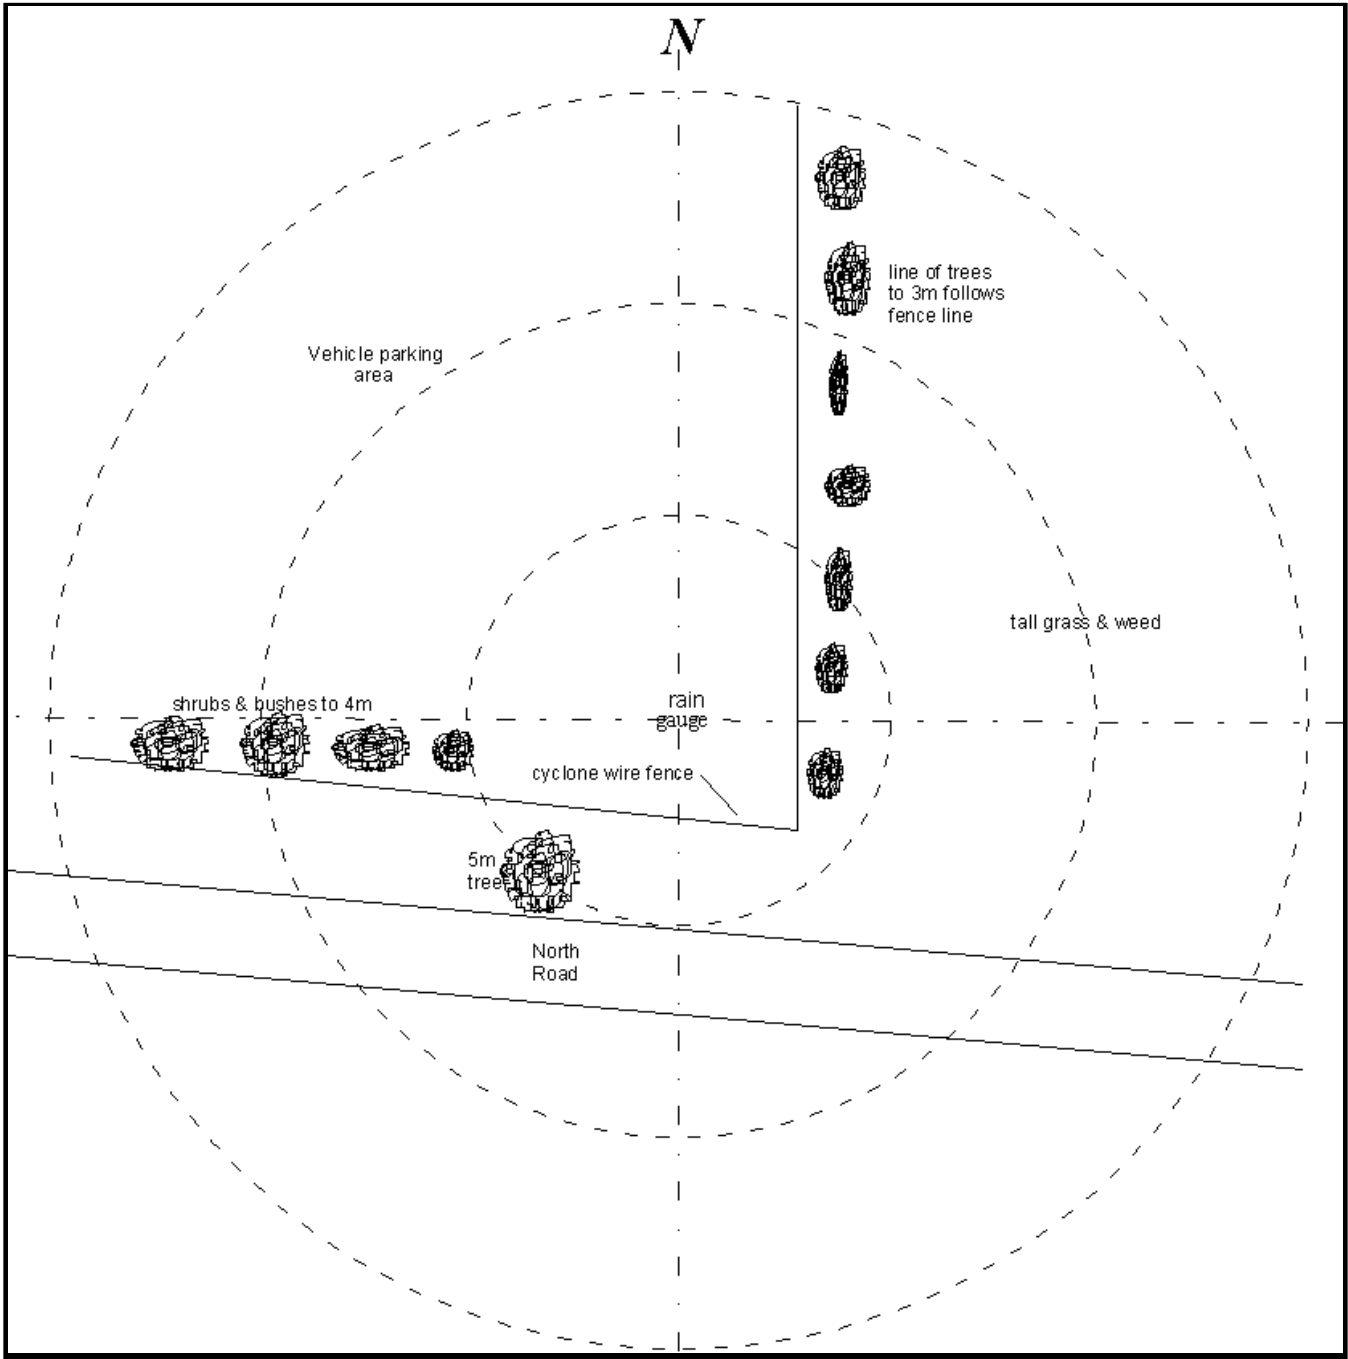 N
line of trees
to 3m follows
fence line
Vehicle parking
area
tall grass & weed
shrubs & bushes to 4m
rain
gauge
cyclone wire fence
5m
tree
North
Road